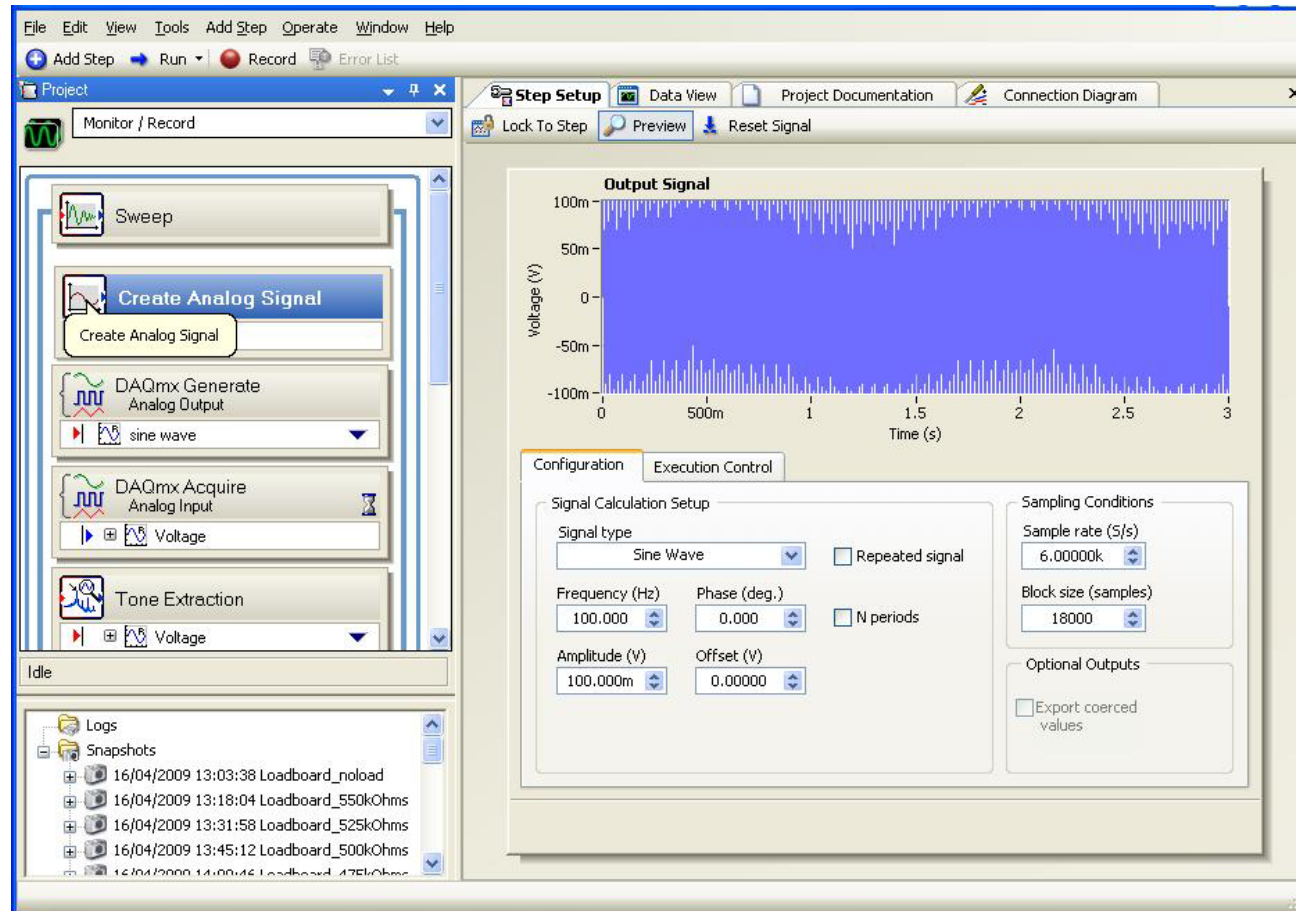 File Edit View Tools Add Step Operate Window Help
Add Step Run Record Error List
Project
Monitor / Record
Sweep
Create Analog Signal
Create Analog Signal
DAQmx Generate
Analog Output
sine wave
DAQmx Acquire
Analog Input
Voltage
Tone Extraction
Voltage
Idle
Logs
Snapshots
16/04/2009 13:03:38 Loadboard_noload
16/04/2009 13:18:04 Loadboard_550kOhms
16/04/2009 13:31:58 Loadboard_525kOhms
16/04/2009 13:45:12 Loadboard_500kOhms
16/04/2009 14:00:46 Loadboard_475kOhms
Step Setup Data View Project Documentation Connection Diagram
Lock To Step Preview Reset Signal
Output Signal
Voltage (V)
100m
50m
0
-50m
-100m
0 500m 1 1.5 2 2.5 3
Time (s)
Configuration Execution Control
Signal Calculation Setup
Signal type
Sine Wave
Repeated signal
Frequency (Hz) Phase (deg.)
100.000 0.000
N periods
Amplitude (V) Offset (V)
100.000m 0.00000
Sampling Conditions
Sample rate (S/s)
6.00000k
Block size (samples)
18000
Optional Outputs
Export coerced
values